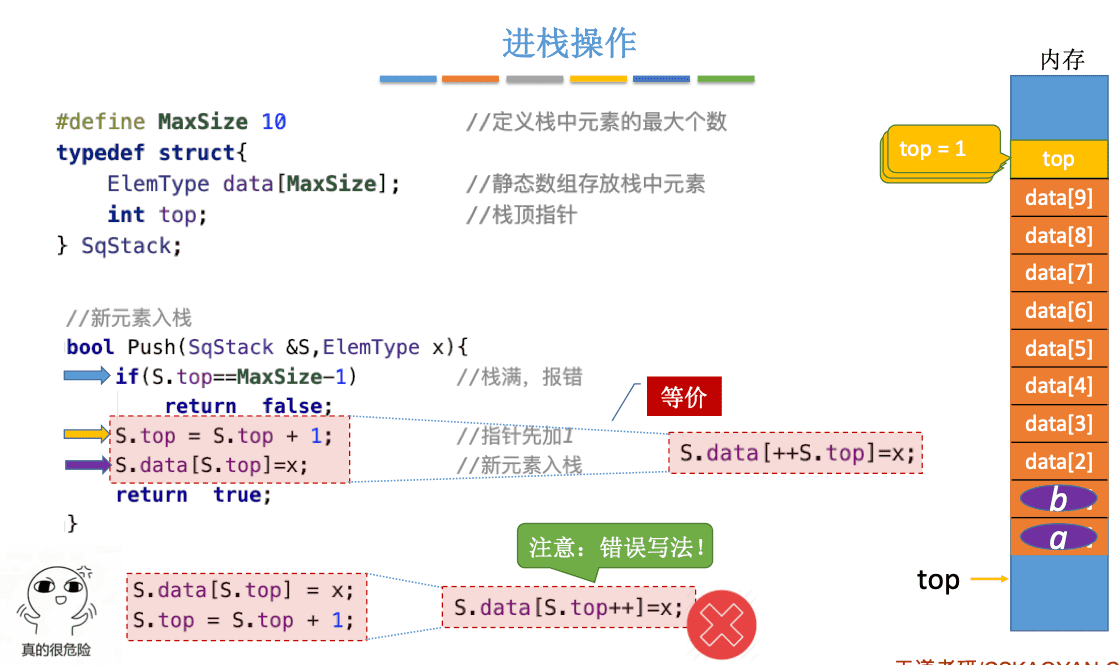 进栈操作
内存
#define MaxSize 10 //定义栈中元素的最大个数
typedef struct{
ElemType data[MaxSize]; //静态数组存放栈中元素
int top; //栈顶指针
} SqStack;
top = 1
top
data[9]
data[8]
data[7]
data[6]
data[5]
data[4]
data[3]
data[2]
b
a
top
//新元素入栈
bool Push(SqStack &S,ElemType x){
if(S.top==MaxSize-1) //栈满，报错
return false;
S.top = S.top + 1; //指针先加1
S.data[S.top]=x; //新元素入栈
return true;
}
等价
S.data[++S.top]=x;
注意：错误写法！
S.data[S.top] = x;
S.top = S.top + 1;
S.data[S.top++]=x;
真的很危险